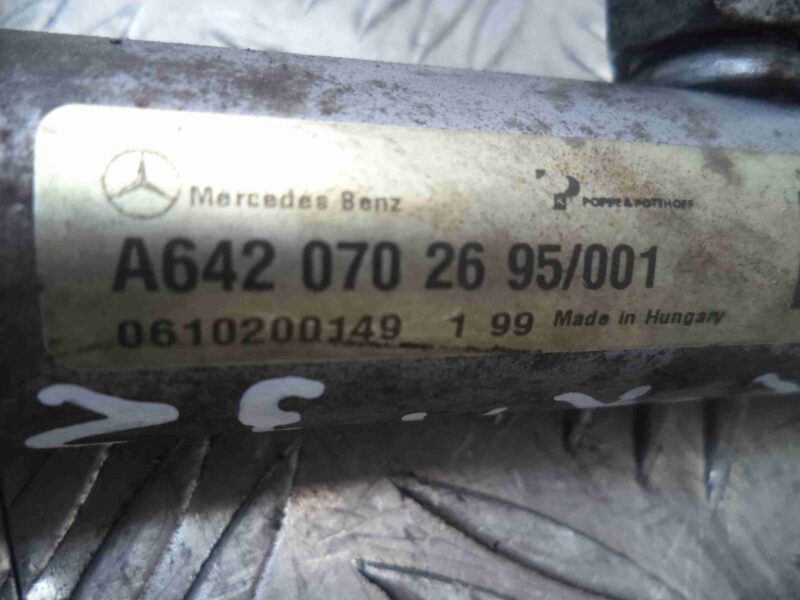 Mercedes Benz
POPPE & POTTHOFF
A642 070 26 95/001
0610200149 1 99 Made in Hungary